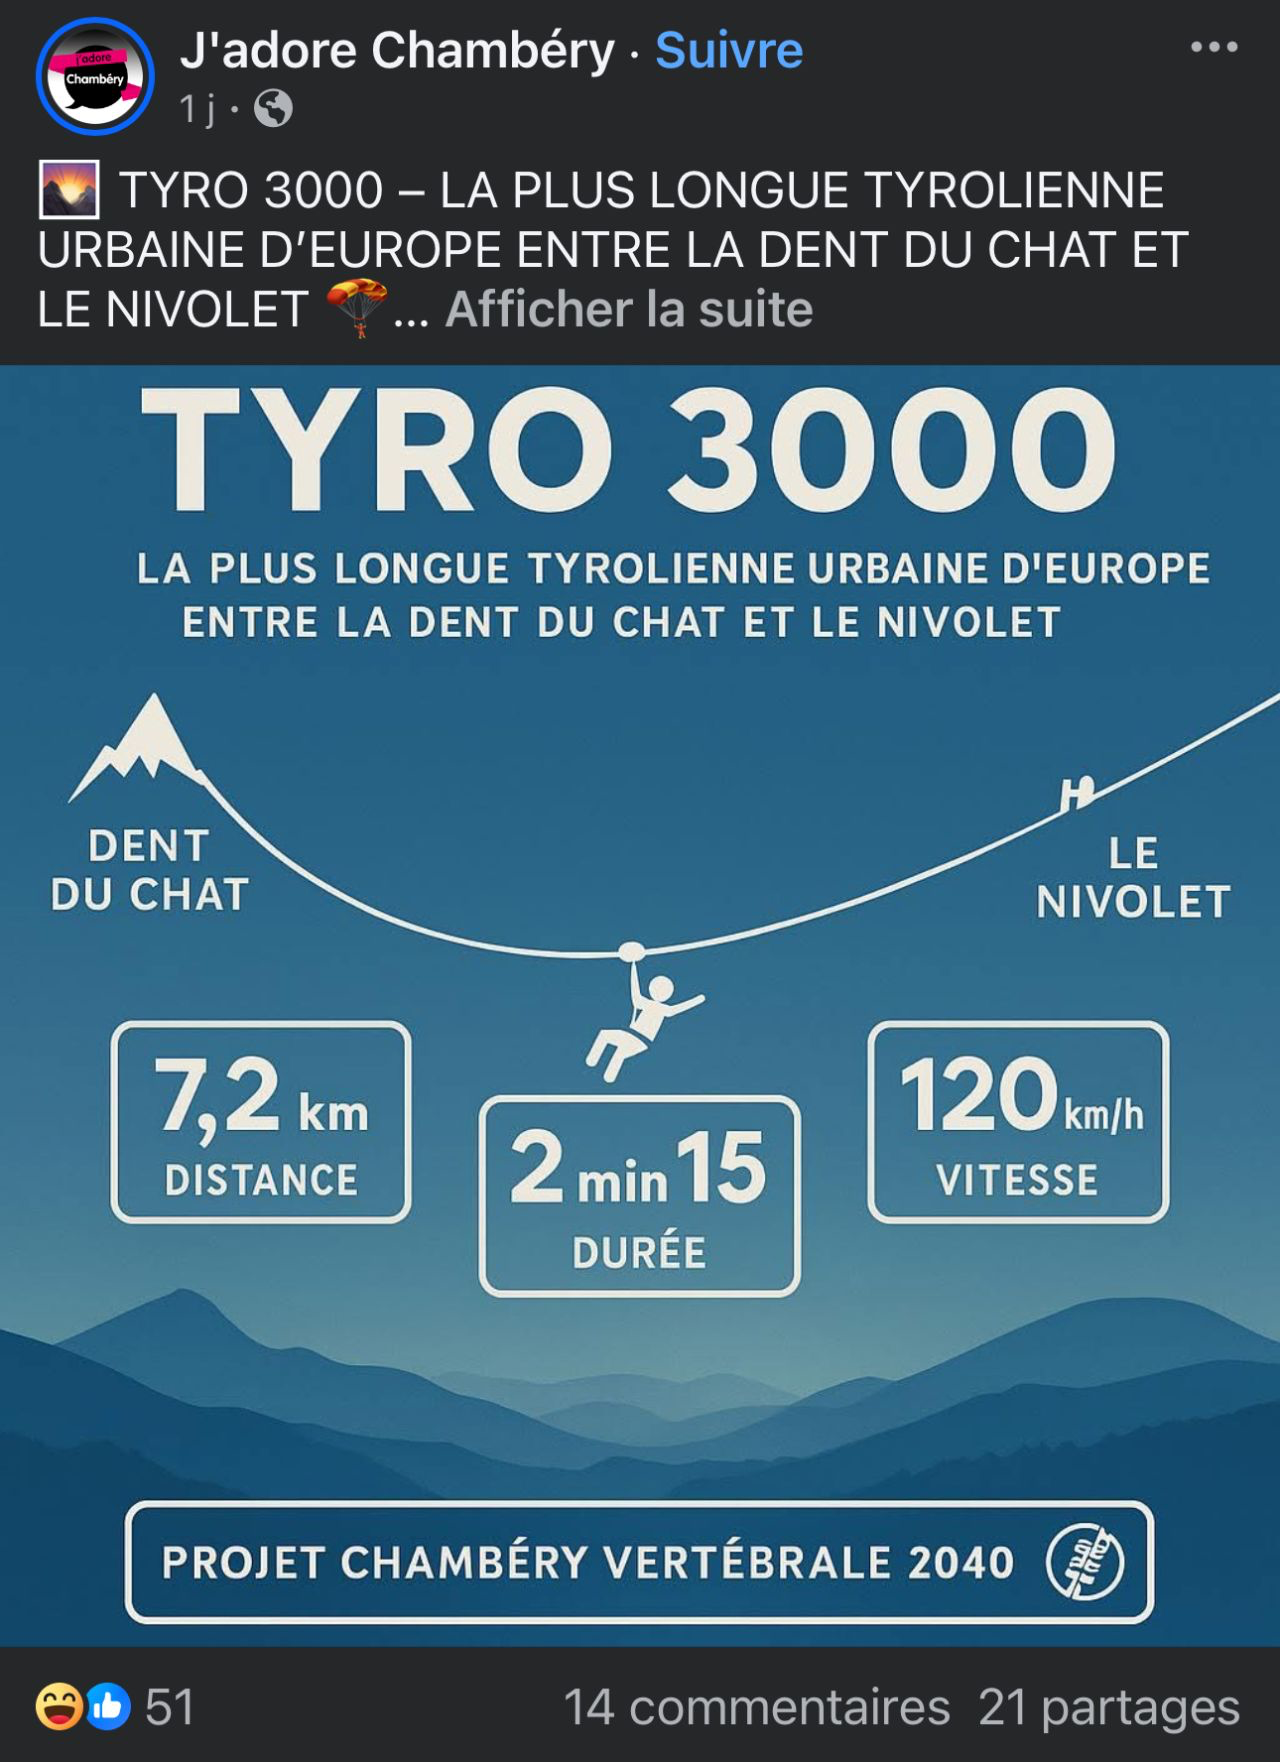 J'adore Chambéry · Suivre
1 j ·
j'adore
Chambéry
TYRO 3000 – LA PLUS LONGUE TYROLIENNE
URBAINE D’EUROPE ENTRE LA DENT DU CHAT ET
LE NIVOLET ... Afficher la suite
TYRO 3000
LA PLUS LONGUE TYROLIENNE URBAINE D'EUROPE
ENTRE LA DENT DU CHAT ET LE NIVOLET
DENT
DU CHAT
LE
NIVOLET
7,2 km
DISTANCE
2 min 15
DURÉE
120 km/h
VITESSE
PROJET CHAMBÉRY VERTÉBRALE 2040
51
14 commentaires 21 partages